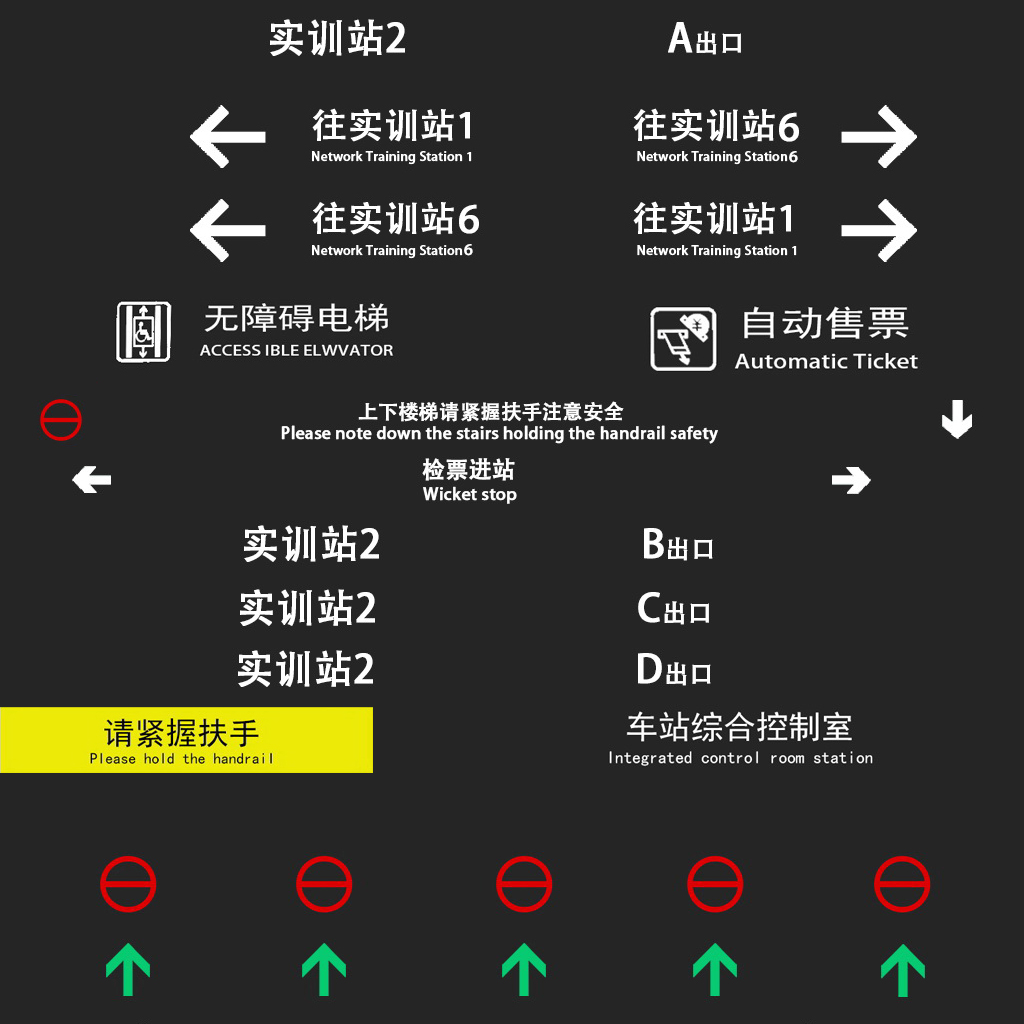 实训站2
A出口
往实训站1
Network Training Station 1
往实训站6
Network Training Station6
往实训站6
Network Training Station6
往实训站1
Network Training Station 1
无障碍电梯
ACCESS IBLE ELWVATOR
自动售票
Automatic Ticket
上下楼梯请紧握扶手注意安全
Please note down the stairs holding the handrail safety
检票进站
Wicket stop
实训站2
B出口
实训站2
C出口
实训站2
D出口
请紧握扶手
Please hold the handrail
车站综合控制室
Integrated control room station